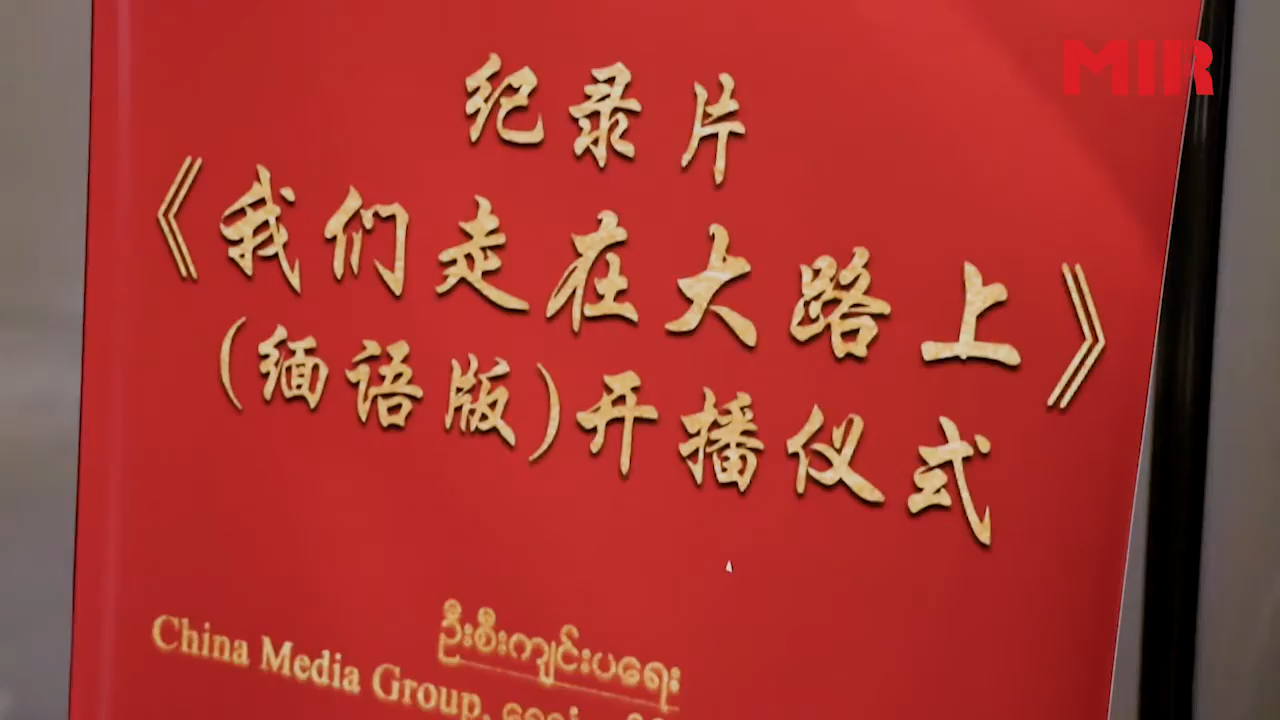 MIR
纪录片
《我们走在大路上》
(缅语版)开播仪式
ဦးစီးကျင်းပရေး
China Media Group,